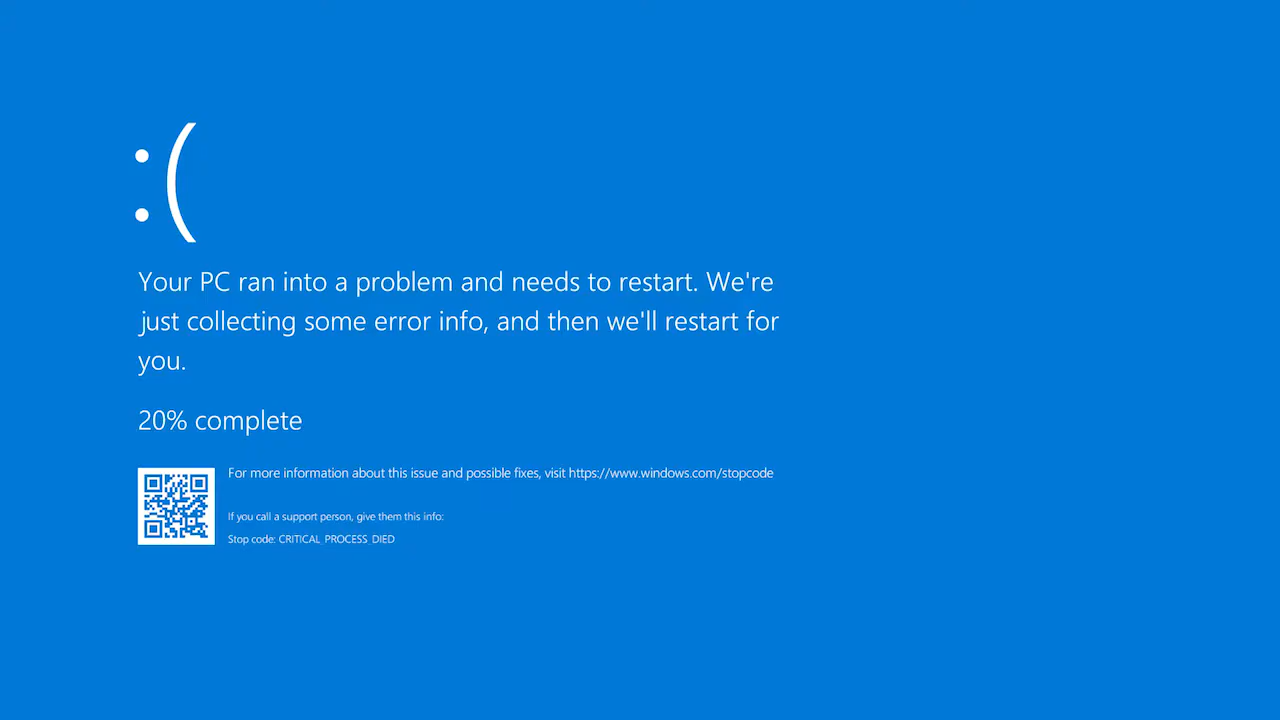 :(
Your PC ran into a problem and needs to restart. We're
just collecting some error info, and then we'll restart for
you.
20% complete
For more information about this issue and possible fixes, visit https://www.windows.com/stopcode
If you call a support person, give them this info:
Stop code: CRITICAL_PROCESS_DIED